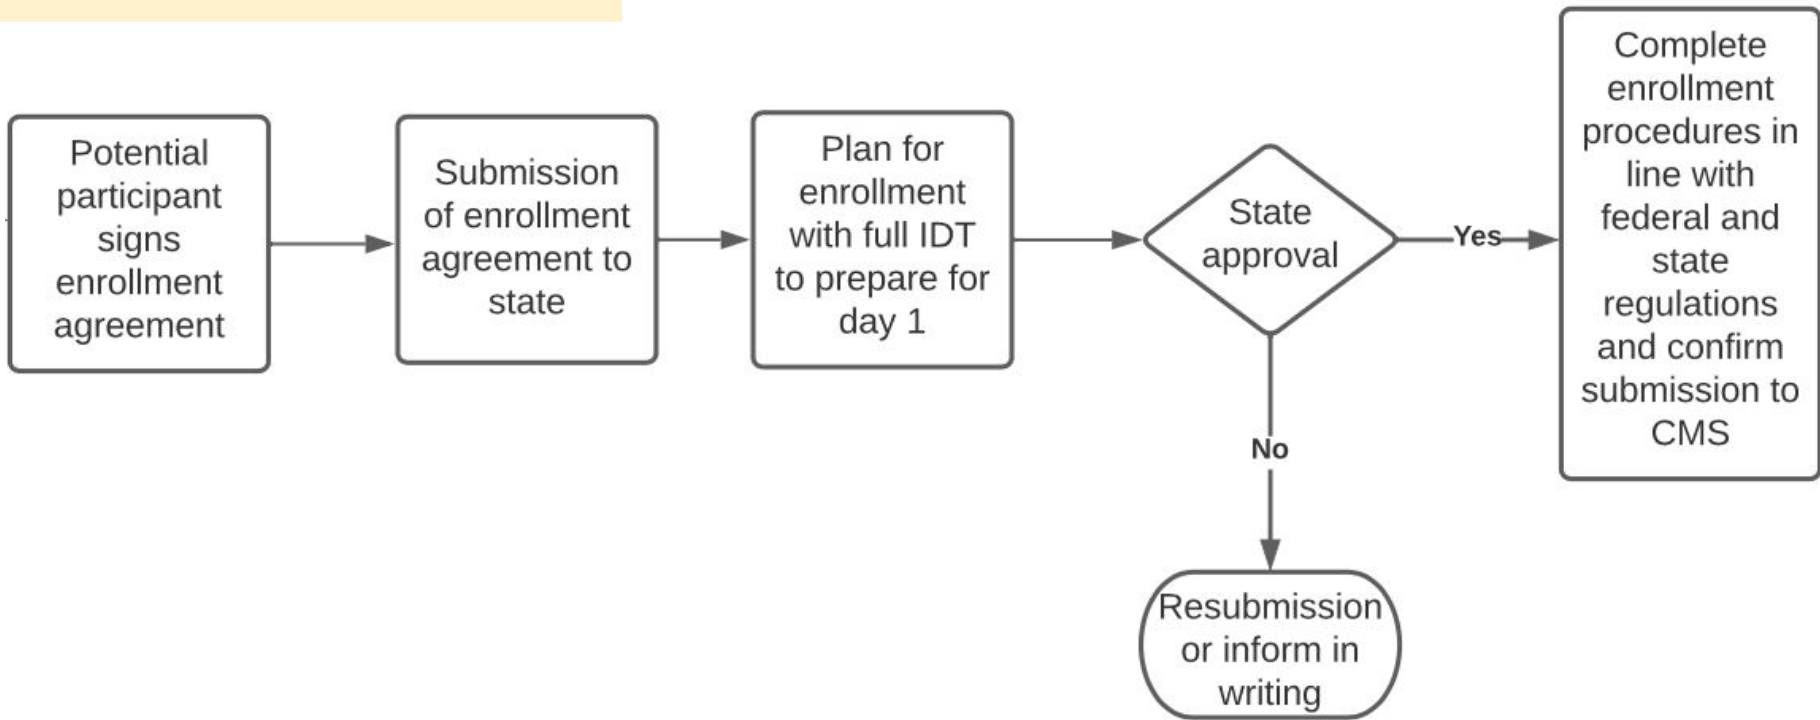 Potential
participant
signs
enrollment
agreement
Submission
of enrollment
agreement to
state
Plan for
enrollment
with full IDT
to prepare for
day 1
State
approval
Yes
Complete
enrollment
procedures in
line with
federal and
state
regulations
and confirm
submission to
CMS
No
Resubmission
or inform in
writing